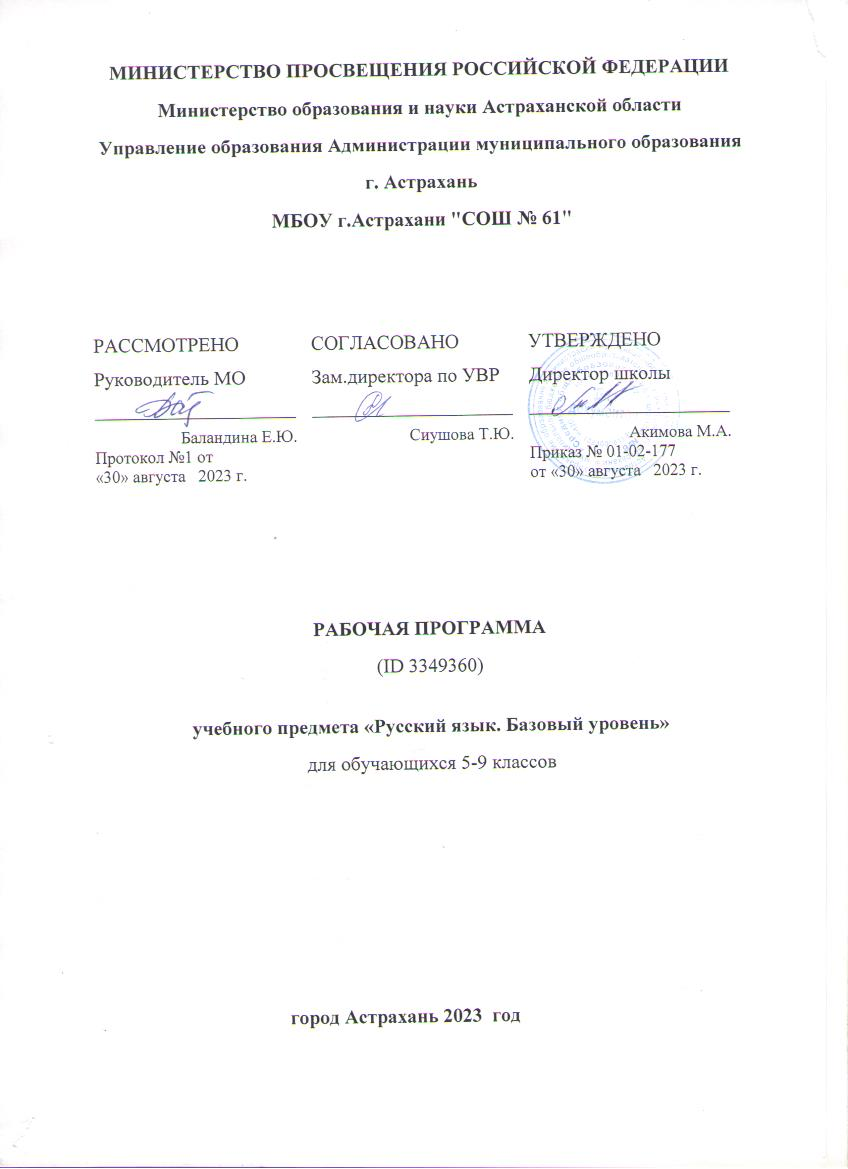 МИНИСТЕРСТВО ПРОСВЕЩЕНИЯ РОССИЙСКОЙ ФЕДЕРАЦИИ
Министерство образования и науки Астраханской области
Управление образования Администрации муниципального образования
г. Астрахань
МБОУ г.Астрахани "СОШ № 61"
РАССМОТРЕНО
Руководитель МО
Баландина Е.Ю.
Протокол №1 от
«30» августа 2023 г.
СОГЛАСОВАНО
Зам.директора по УВР
Сиушова Т.Ю.
УТВЕРЖДЕНО
Директор школы
Акимова М.А.
Приказ № 01-02-177
от «30» августа 2023 г.
РАБОЧАЯ ПРОГРАММА
(ID 3349360)
учебного предмета «Русский язык. Базовый уровень»
для обучающихся 5-9 классов
город Астрахань 2023 год